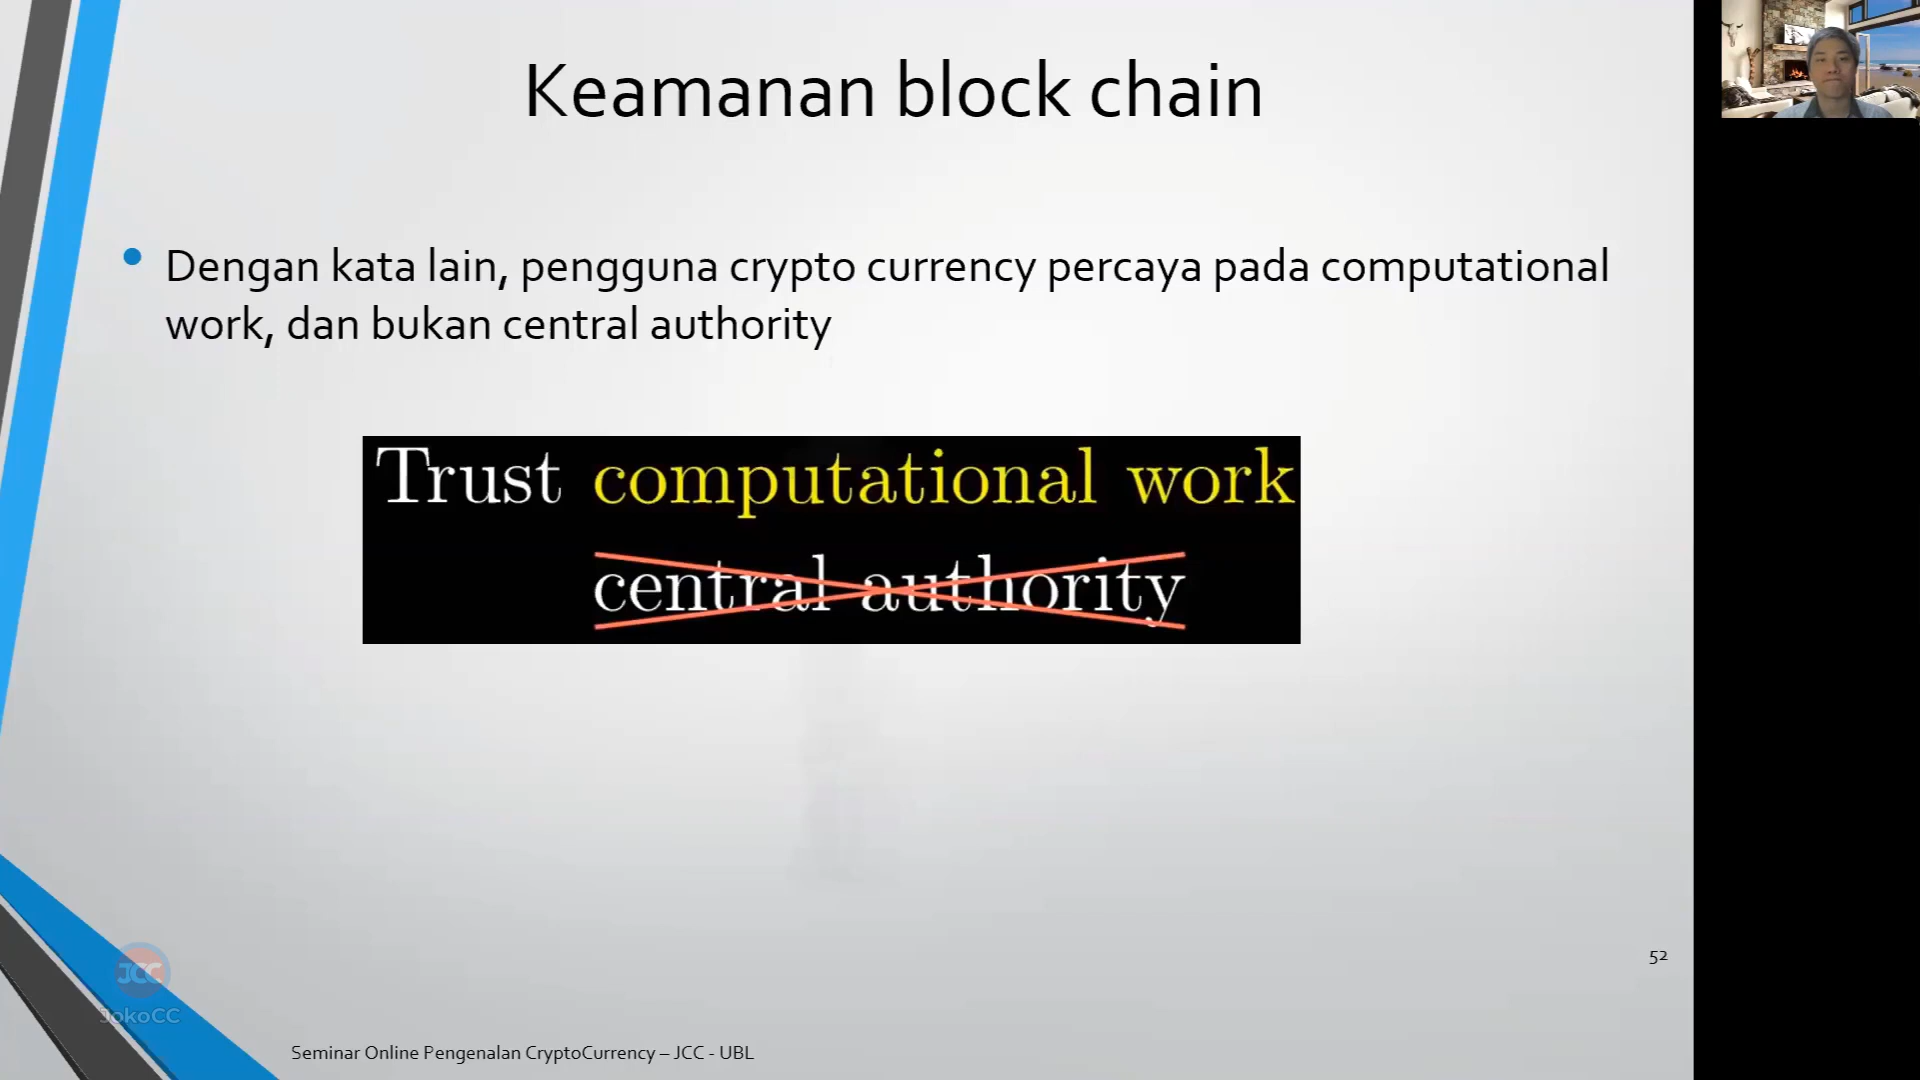 Keamanan block chain
Dengan kata lain, pengguna crypto currency percaya pada computational
work, dan bukan central authority
Trust computational work
central authority
52
JCC
JokoCC
Seminar Online Pengenalan CryptoCurrency – JCC - UBL